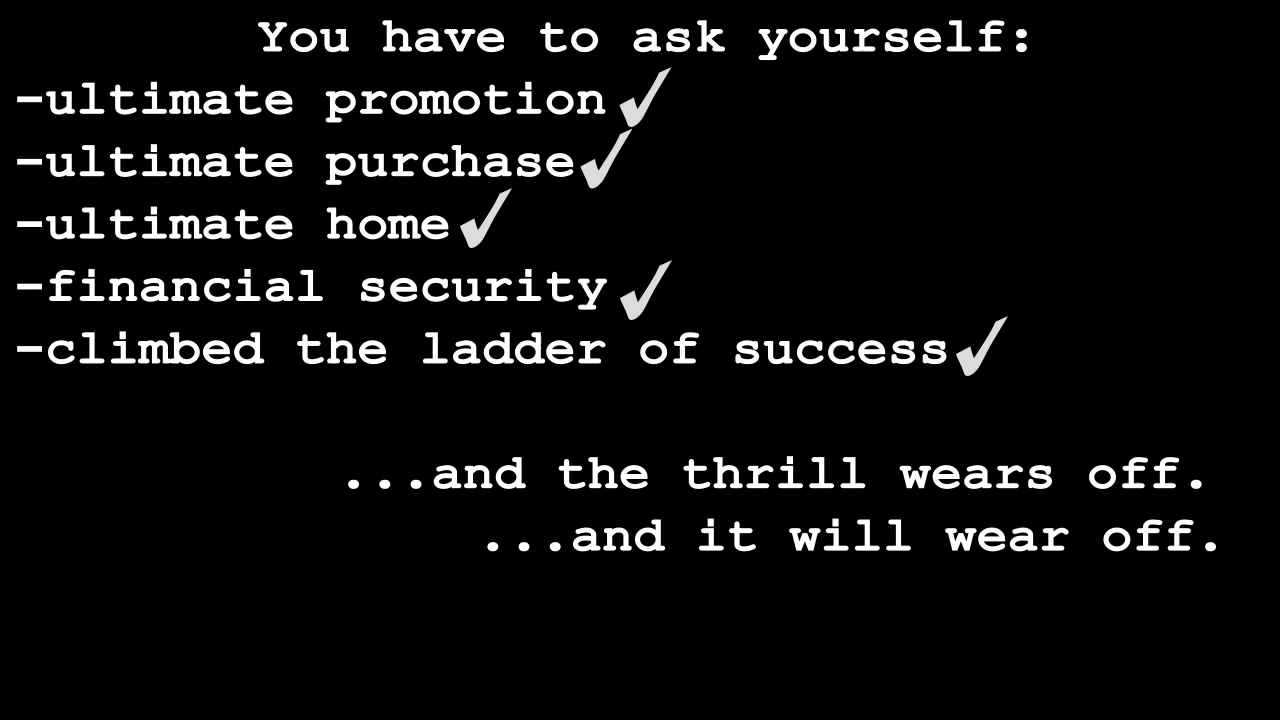 You have to ask yourself:
-ultimate promotion✓
-ultimate purchase✓
-ultimate home✓
-financial security✓
-climbed the ladder of success✓
...and the thrill wears off.
...and it will wear off.